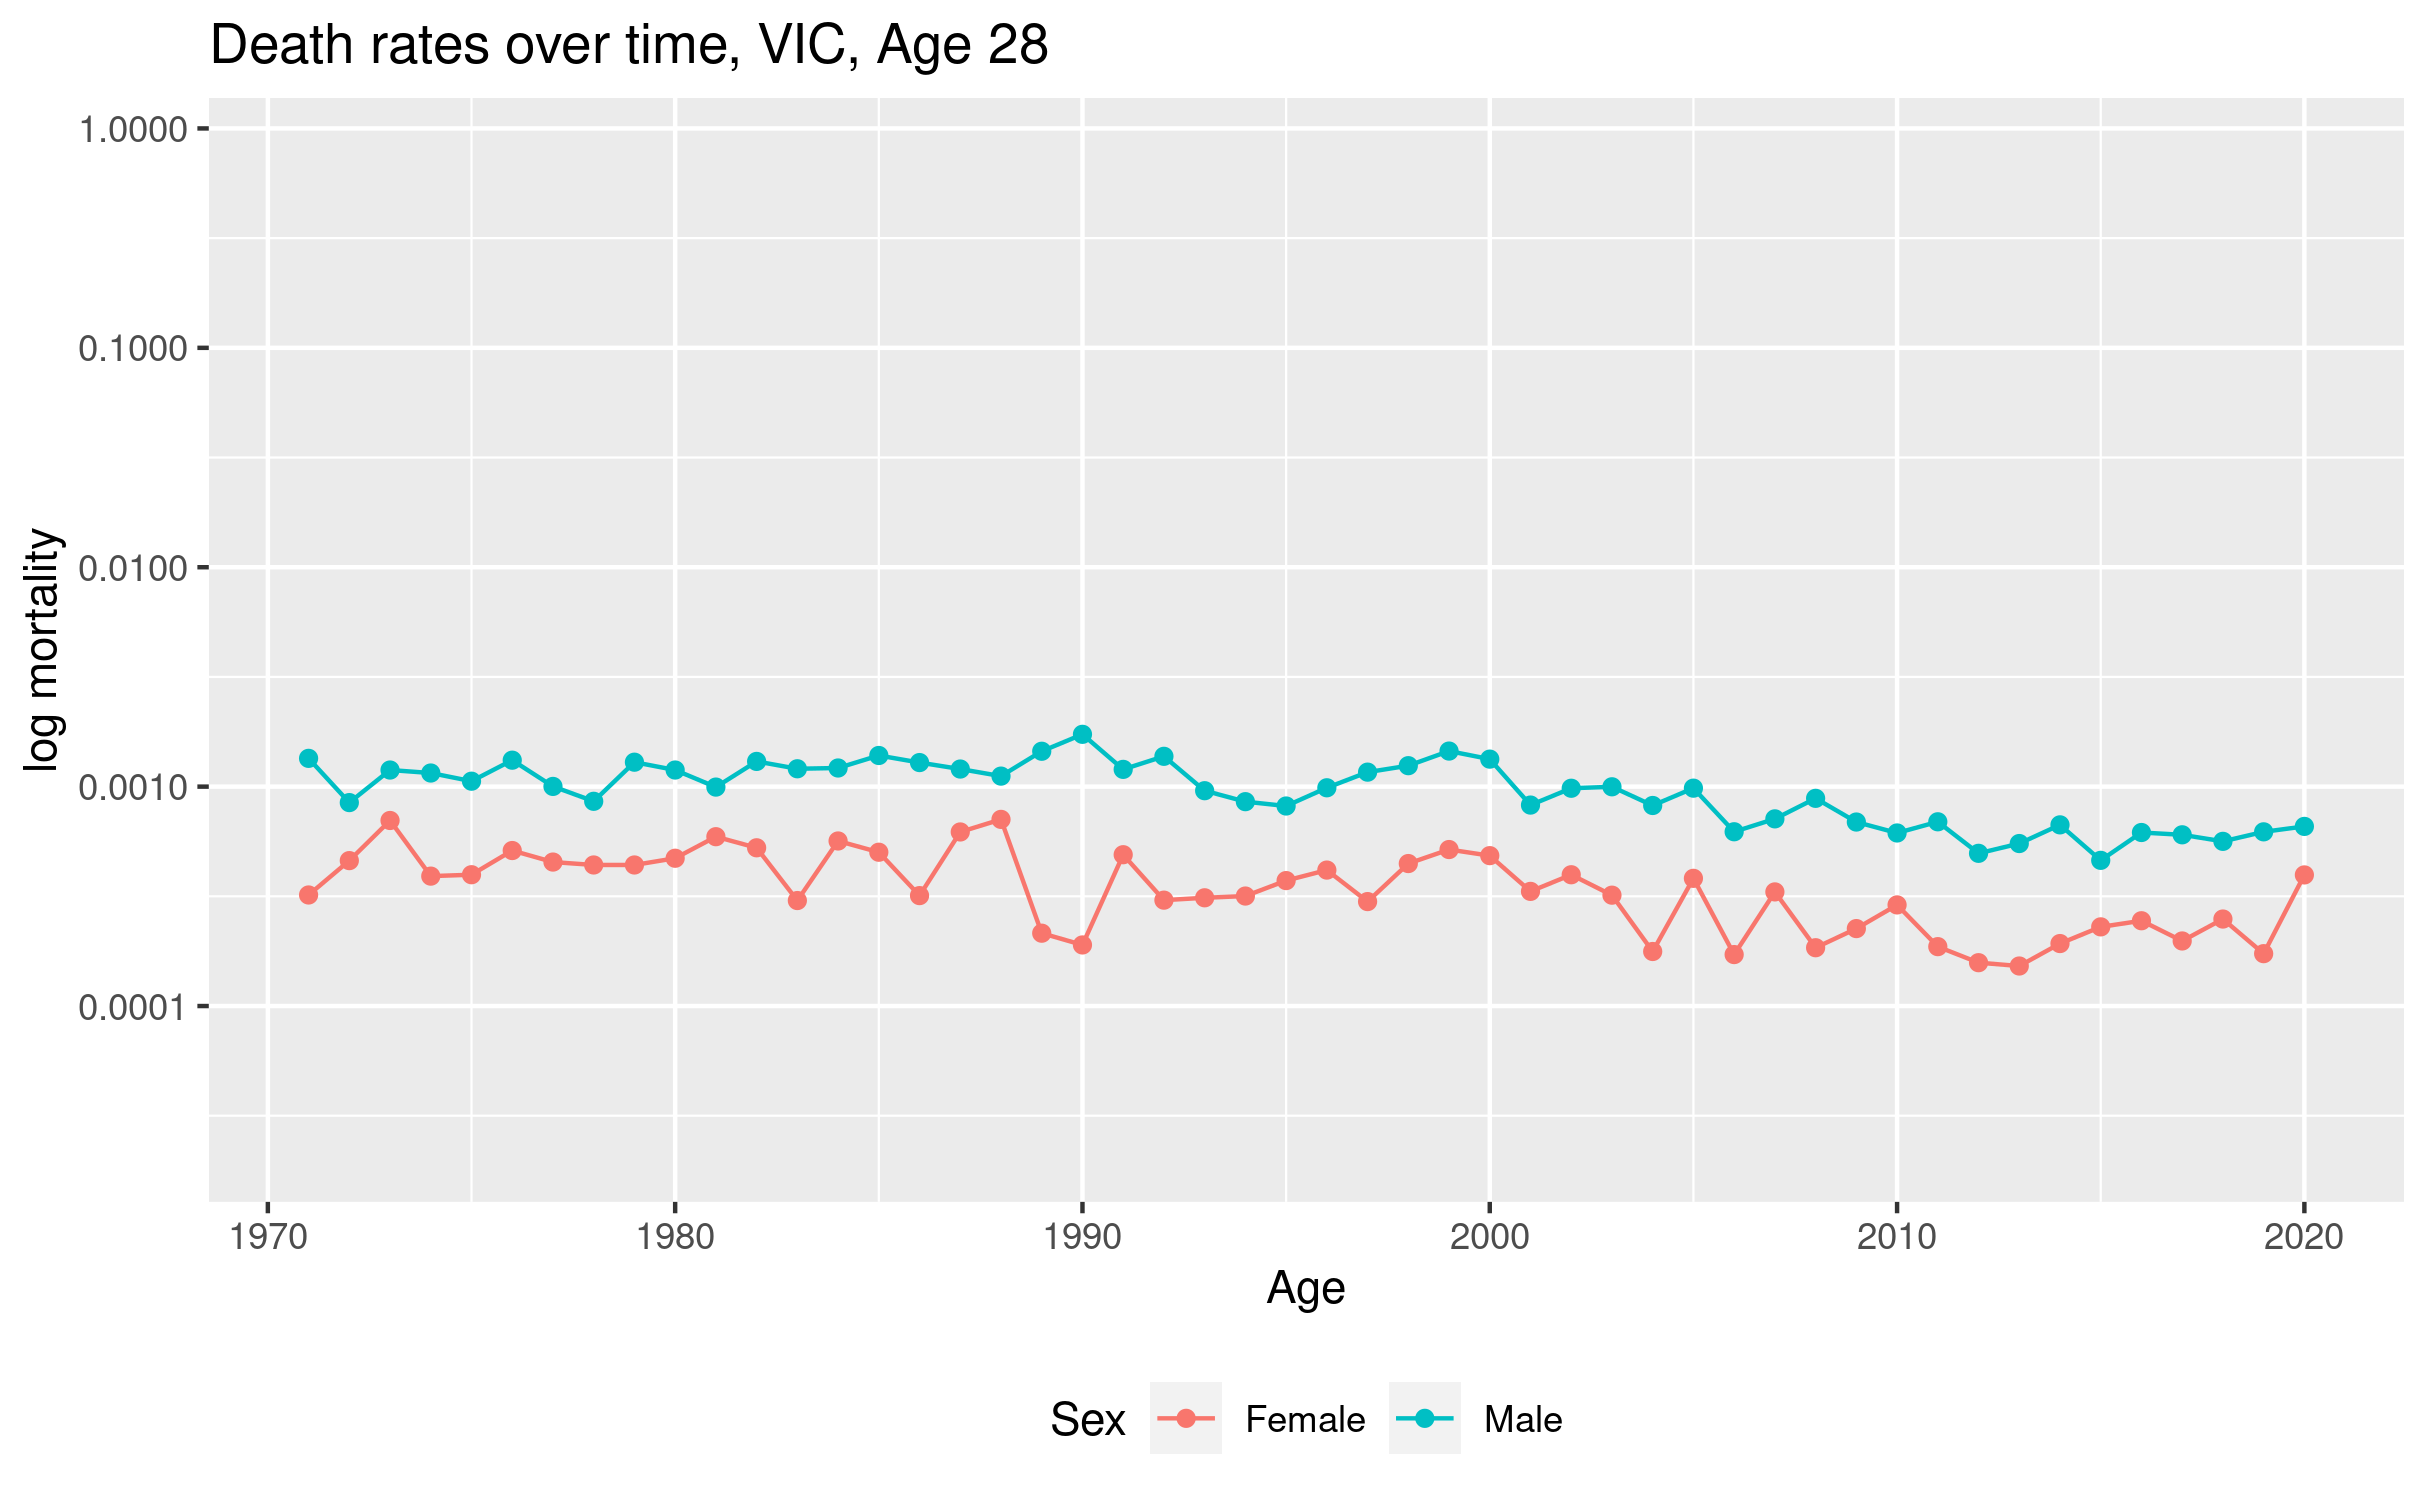 Death rates over time, VIC, Age 28
log mortality
1.0000
0.1000
0.0100
0.0010
0.0001
1970 1980 1990 2000 2010 2020
Age
Sex Female Male